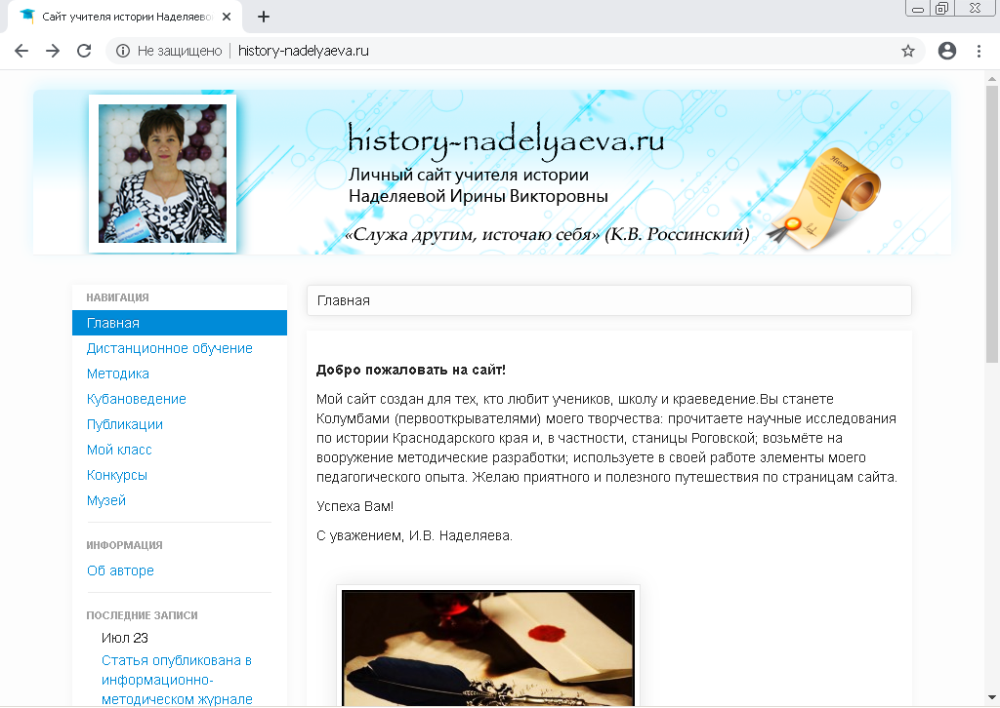 Сайт учителя истории Наделяевой
Не защищено
history-nadelyaeva.ru
history-nadelyaeva.ru
Личный сайт учителя истории
Наделяевой Ирины Викторовны
«Служа другим, источаю себя» (К.В. Россинский)
History
НАВИГАЦИЯ
Главная
Дистанционное обучение
Методика
Кубановедение
Публикации
Мой класс
Конкурсы
Музей
ИНФОРМАЦИЯ
Об авторе
ПОСЛЕДНИЕ ЗАПИСИ
Июл 23
Статья опубликована в
информационно-
методическом журнале
Главная
Добро пожаловать на сайт!
Мой сайт создан для тех, кто любит учеников, школу и краеведение.Вы станете
Колумбами (первооткрывателями) моего творчества: прочитаете научные исследования
по истории Краснодарского края и, в частности, станицы Роговской; возьмёте на
вооружение методические разработки; используете в своей работе элементы моего
педагогического опыта. Желаю приятного и полезного путешествия по страницам сайта.
Успеха Вам!
С уважением, И.В. Наделяева.